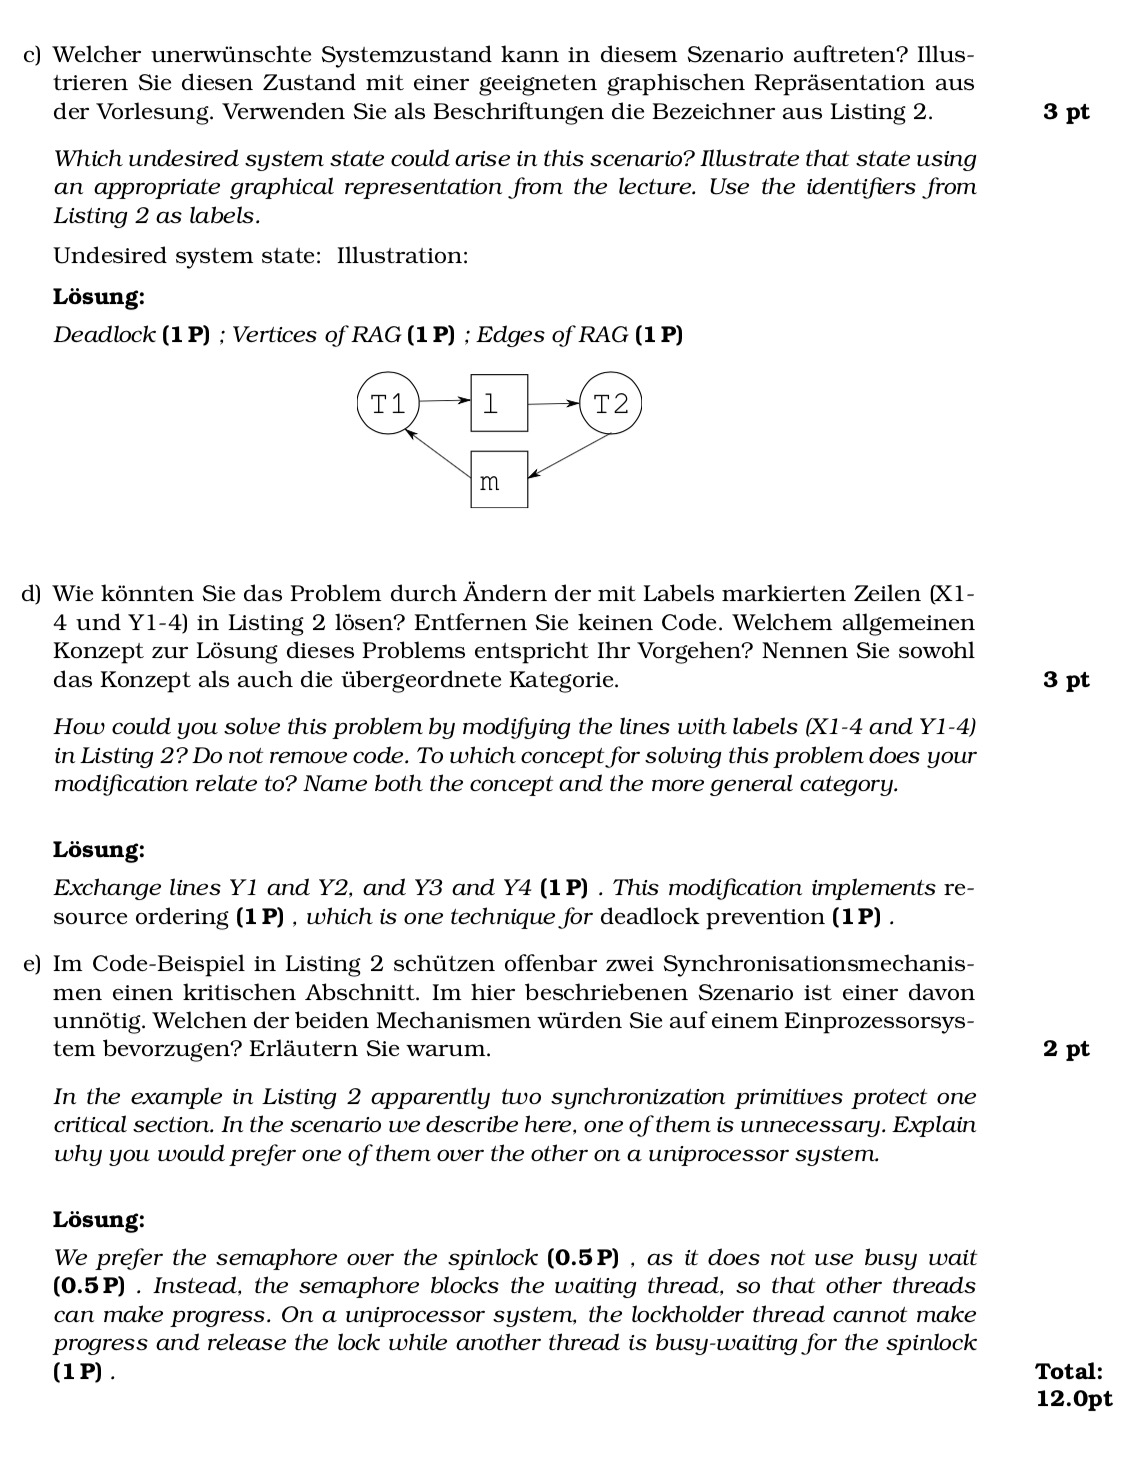 c) Welcher unerwünschte Systemzustand kann in diesem Szenario auftreten? Illus-
trieren Sie diesen Zustand mit einer geeigneten graphischen Repräsentation aus
der Vorlesung. Verwenden Sie als Beschriftungen die Bezeichner aus Listing 2. 3 pt
Which undesired system state could arise in this scenario? Illustrate that state using
an appropriate graphical representation from the lecture. Use the identifiers from
Listing 2 as labels.
Undesired system state: Illustration:
Lösung:
Deadlock (1 P) ; Vertices of RAG (1 P) ; Edges of RAG (1 P)
T1 l T2
m
d) Wie könnten Sie das Problem durch Ändern der mit Labels markierten Zeilen (X1-
4 und Y1-4) in Listing 2 lösen? Entfernen Sie keinen Code. Welchem allgemeinen
Konzept zur Lösung dieses Problems entspricht Ihr Vorgehen? Nennen Sie sowohl
das Konzept als auch die übergeordnete Kategorie. 3 pt
How could you solve this problem by modifying the lines with labels (X1-4 and Y1-4)
in Listing 2? Do not remove code. To which concept for solving this problem does your
modification relate to? Name both the concept and the more general category.
Lösung:
Exchange lines Y1 and Y2, and Y3 and Y4 (1 P) . This modification implements re-
source ordering (1 P) , which is one technique for deadlock prevention (1 P) .
e) Im Code-Beispiel in Listing 2 schützen offenbar zwei Synchronisationsmechanis-
men einen kritischen Abschnitt. Im hier beschriebenen Szenario ist einer davon
unnötig. Welchen der beiden Mechanismen würden Sie auf einem Einprozessorsys-
tem bevorzugen? Erläutern Sie warum. 2 pt
In the example in Listing 2 apparently two synchronization primitives protect one
critical section. In the scenario we describe here, one of them is unnecessary. Explain
why you would prefer one of them over the other on a uniprocessor system.
Lösung:
We prefer the semaphore over the spinlock (0.5 P) , as it does not use busy wait
(0.5 P) . Instead, the semaphore blocks the waiting thread, so that other threads
can make progress. On a uniprocessor system, the lockholder thread cannot make
progress and release the lock while another thread is busy-waiting for the spinlock
(1 P) . Total:
12.0pt